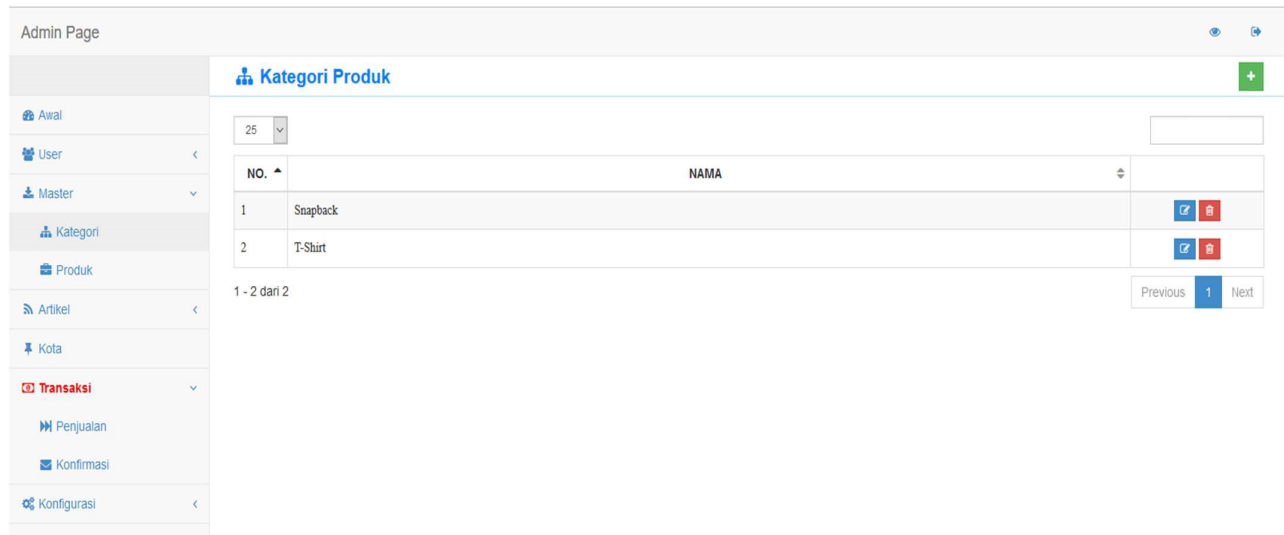 Admin Page
Kategori Produk
Awal
User
Master
Kategori
Produk
Artikel
Kota
Transaksi
Penjualan
Konfirmasi
Konfigurasi
25
NO. NAMA
1 Snapback
2 T-Shirt
1 - 2 dari 2
Previous 1 Next